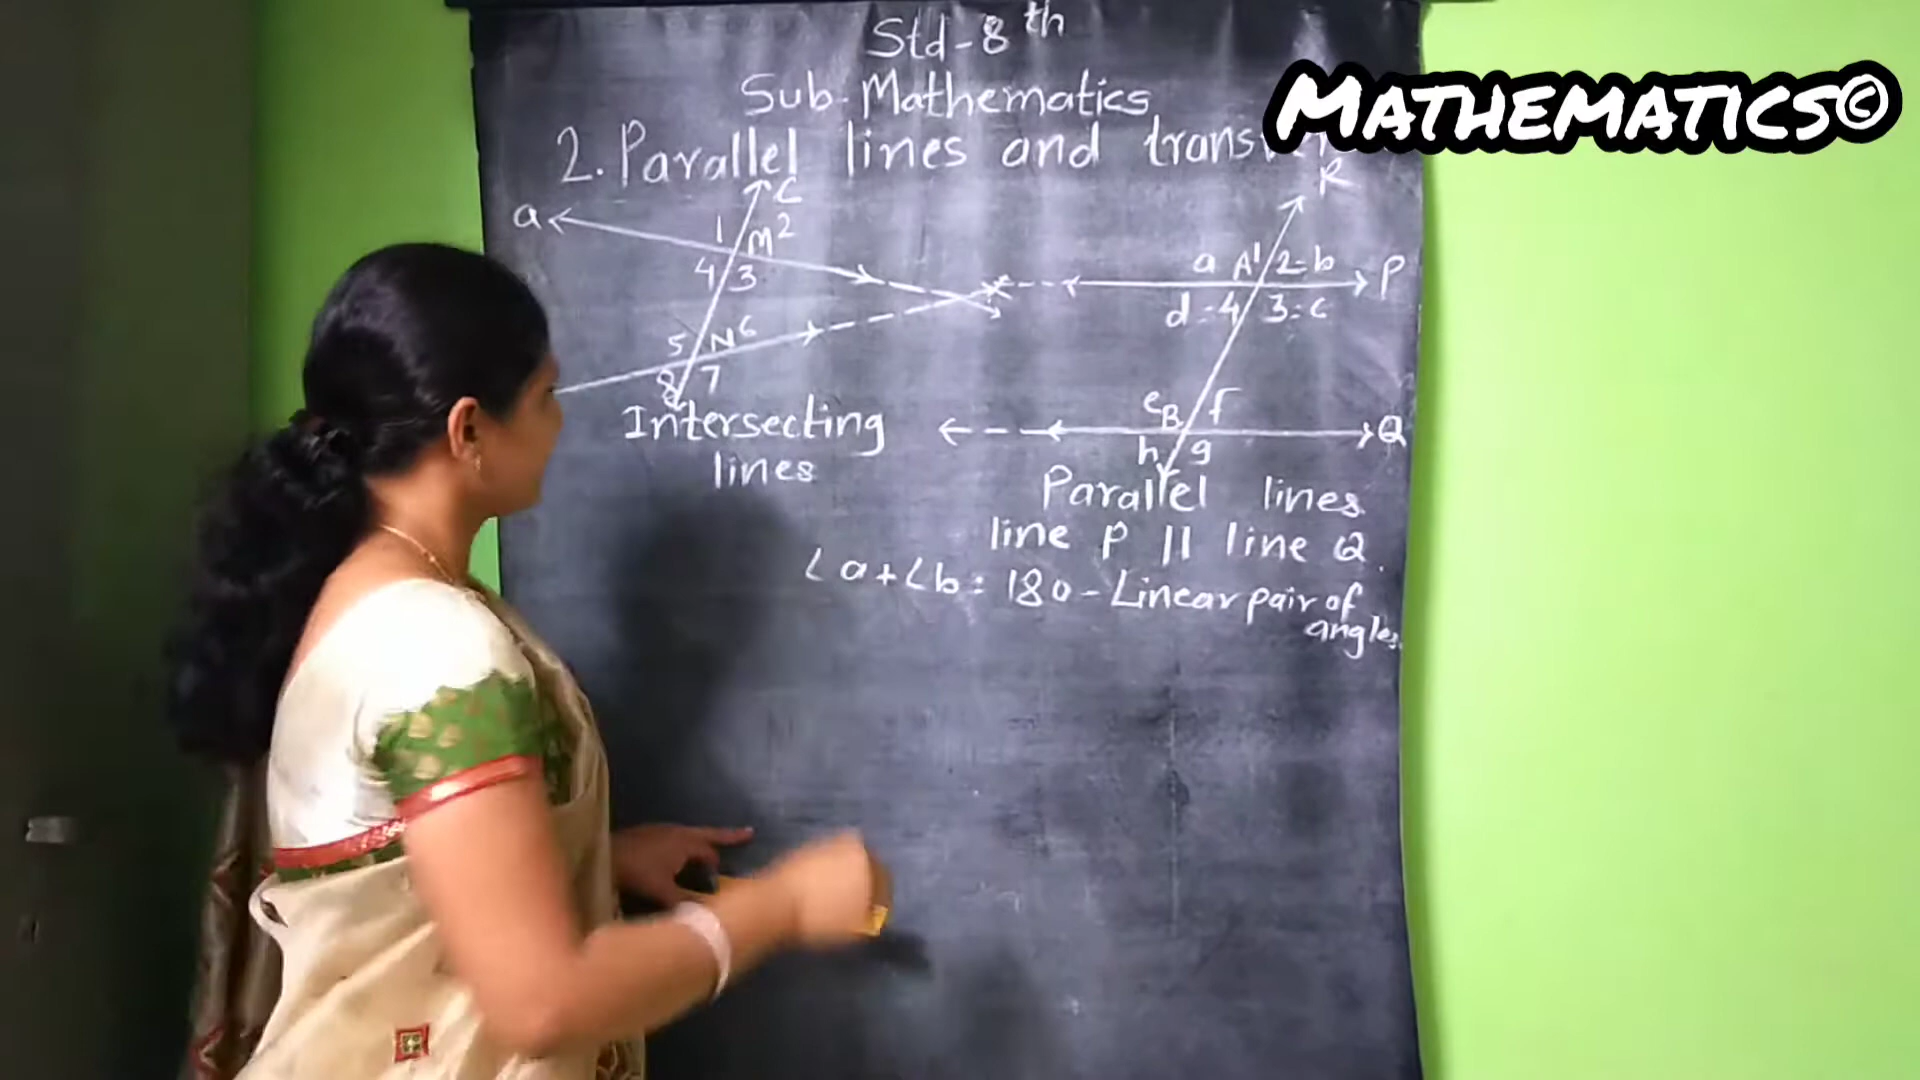 Std-8th
Sub-Mathematics
MATHEMATICS©
2. Parallel lines and
a
C
1 M 2
4 3
5 N 6
8 7
Intersecting
lines
R
a A 1 2=b P
d=4 3=c
e B f Q
h g
Parallel lines
line P || line Q.
∠a+∠b=180-Linear pair of
angles.